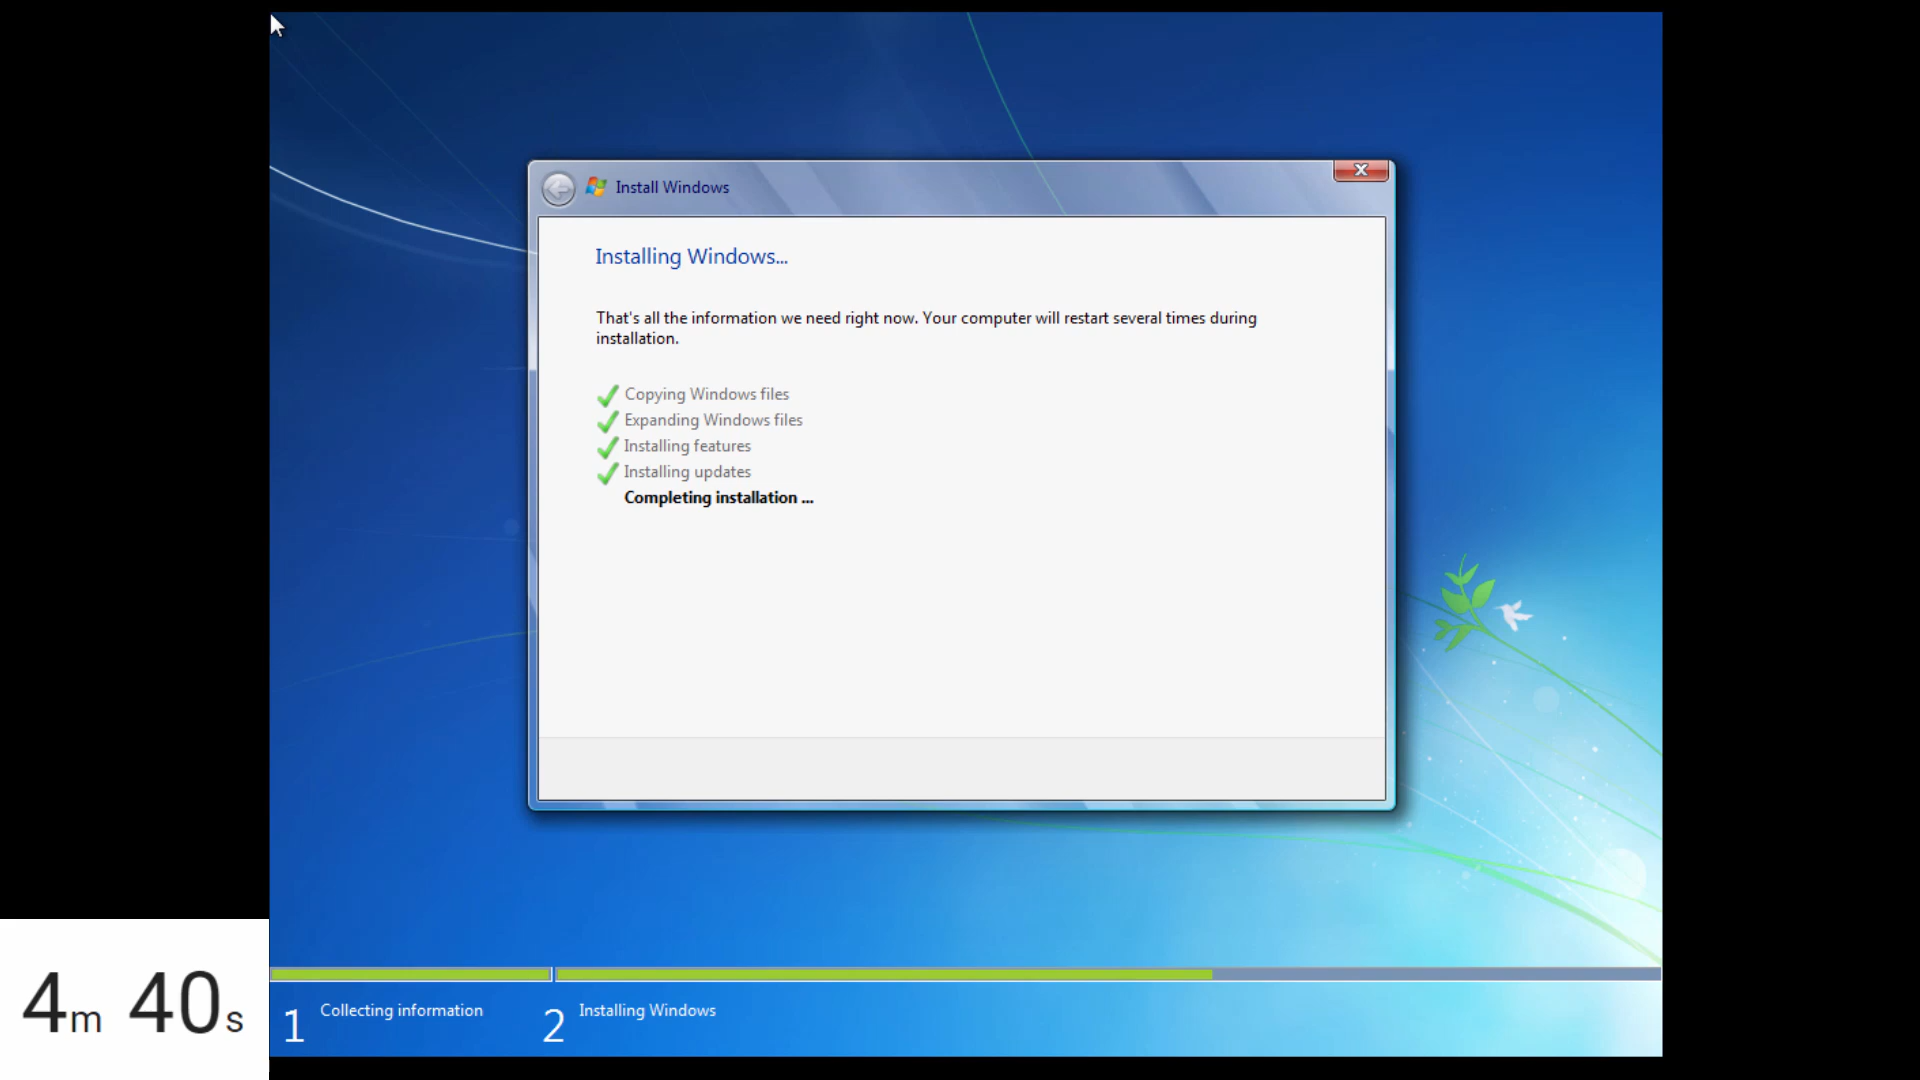 Install Windows
Installing Windows...
That's all the information we need right now. Your computer will restart several times during
installation.
Copying Windows files
Expanding Windows files
Installing features
Installing updates
Completing installation ...
4m 40s
1 Collecting information
2 Installing Windows